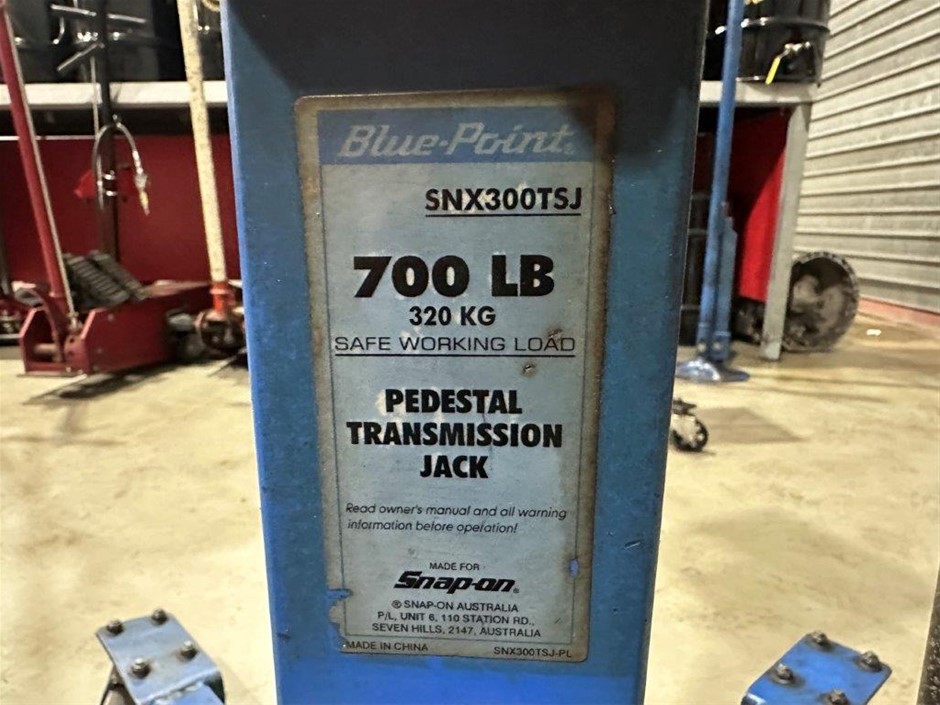 Blue-Point®
SNX300TSJ
700 LB
320 KG
SAFE WORKING LOAD
PEDESTAL
TRANSMISSION
JACK
Read owner's manual and all warning
information before operation!
MADE FOR
Snap-on®
® SNAP-ON AUSTRALIA
P/L, UNIT 6, 110 STATION RD.,
SEVEN HILLS, 2147, AUSTRALIA
MADE IN CHINA SNX300TSJ-PL